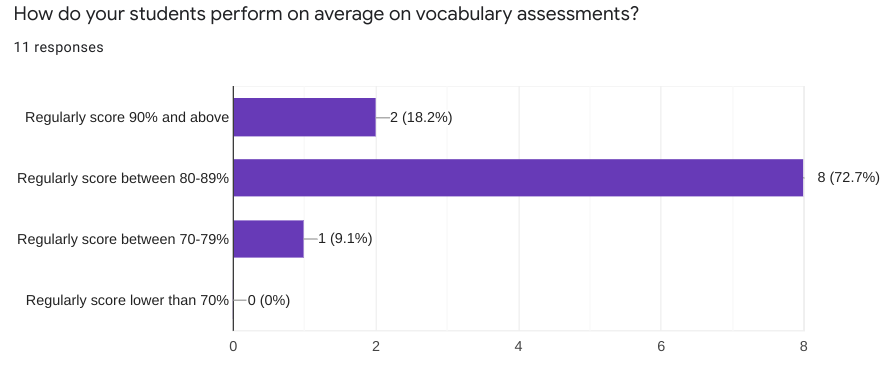 How do your students perform on average on vocabulary assessments?
11 responses
Regularly score 90% and above 2 (18.2%)
Regularly score between 80-89% 8 (72.7%)
Regularly score between 70-79% 1 (9.1%)
Regularly score lower than 70% 0 (0%)
0 2 4 6 8